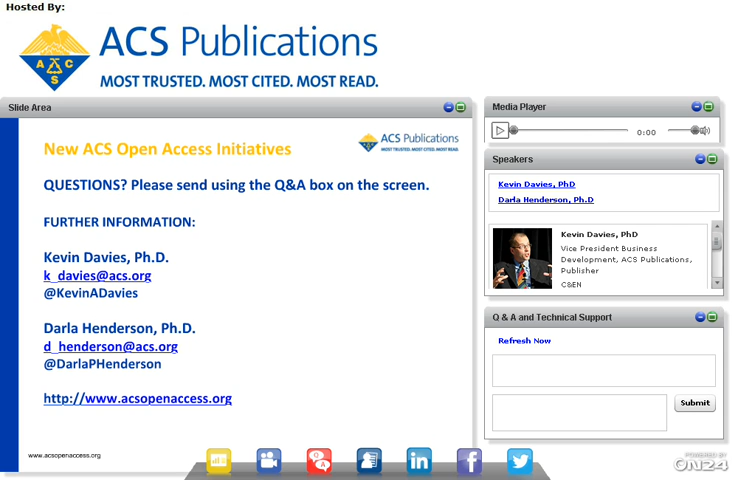 Hosted By:
ACS Publications
MOST TRUSTED. MOST CITED. MOST READ.
A C S
Slide Area
ACS Publications
MOST TRUSTED. MOST CITED. MOST READ.
New ACS Open Access Initiatives
QUESTIONS? Please send using the Q&A box on the screen.
FURTHER INFORMATION:
Kevin Davies, Ph.D.
k_davies@acs.org
@KevinADavies
Darla Henderson, Ph.D.
d_henderson@acs.org
@DarlaPHenderson
http://www.acsopenaccess.org
www.acsopenaccess.org
Media Player
0:00
Speakers
Kevin Davies, PhD
Darla Henderson, Ph.D
Kevin Davies, PhD
Vice President Business
Development, ACS Publications,
Publisher
C&EN
Q & A and Technical Support
Refresh Now
Submit
Q A
in
f
POWERED BY
ON24